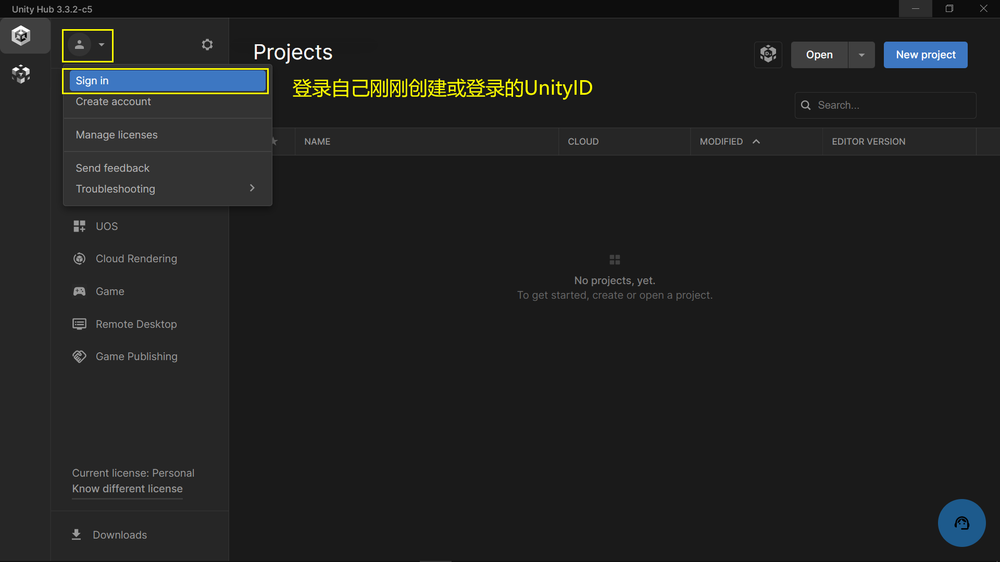 Unity Hub 3.3.2-c5
Projects
Open
New project
Sign in
登录自己刚刚创建或登录的UnityID
Create account
Search...
Manage licenses
NAME
CLOUD
MODIFIED
EDITOR VERSION
Send feedback
Troubleshooting
UOS
Cloud Rendering
Game
Remote Desktop
Game Publishing
No projects, yet.
To get started, create or open a project.
Current license: Personal
Know different license
Downloads